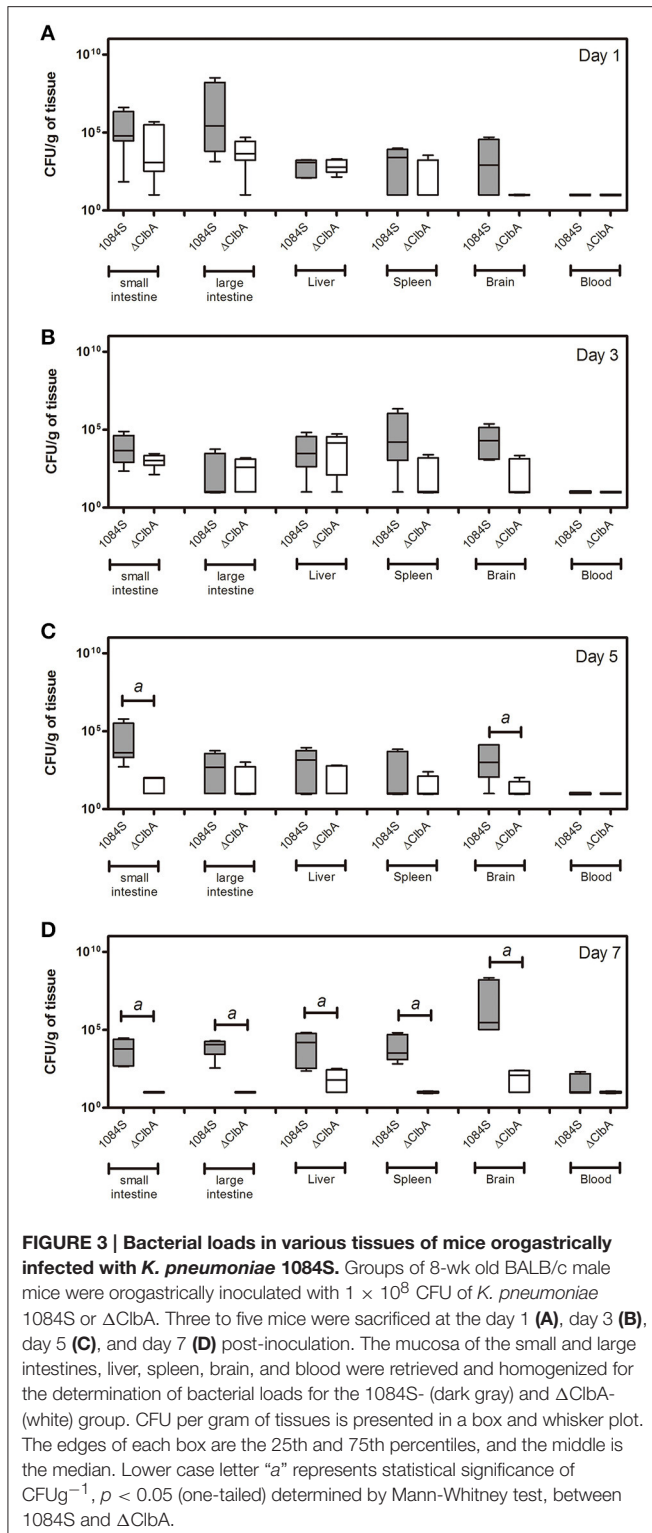 A
CFU/g of tissue
10¹⁰
10⁵
10⁰
Day 1
1084S ΔClbA 1084S ΔClbA 1084S ΔClbA 1084S ΔClbA 1084S ΔClbA 1084S ΔClbA
small intestine large intestine Liver Spleen Brain Blood
B
CFU/g of tissue
10¹⁰
10⁵
10⁰
Day 3
1084S ΔClbA 1084S ΔClbA 1084S ΔClbA 1084S ΔClbA 1084S ΔClbA 1084S ΔClbA
small intestine large intestine Liver Spleen Brain Blood
C
CFU/g of tissue
10¹⁰
10⁵
10⁰
Day 5
a a
1084S ΔClbA 1084S ΔClbA 1084S ΔClbA 1084S ΔClbA 1084S ΔClbA 1084S ΔClbA
small intestine large intestine Liver Spleen Brain Blood
D
CFU/g of tissue
10¹⁰
10⁵
10⁰
Day 7
a a a a a
1084S ΔClbA 1084S ΔClbA 1084S ΔClbA 1084S ΔClbA 1084S ΔClbA 1084S ΔClbA
small intestine large intestine Liver Spleen Brain Blood
FIGURE 3 | Bacterial loads in various tissues of mice orogastrically
infected with K. pneumoniae 1084S. Groups of 8-wk old BALB/c male
mice were orogastrically inoculated with 1 × 10⁸ CFU of K. pneumoniae
1084S or ΔClbA. Three to five mice were sacrificed at the day 1 (A), day 3 (B),
day 5 (C), and day 7 (D) post-inoculation. The mucosa of the small and large
intestines, liver, spleen, brain, and blood were retrieved and homogenized for
the determination of bacterial loads for the 1084S- (dark gray) and ΔClbA-
(white) group. CFU per gram of tissues is presented in a box and whisker plot.
The edges of each box are the 25th and 75th percentiles, and the middle is
the median. Lower case letter “a” represents statistical significance of
CFUg⁻¹, p < 0.05 (one-tailed) determined by Mann-Whitney test, between
1084S and ΔClbA.